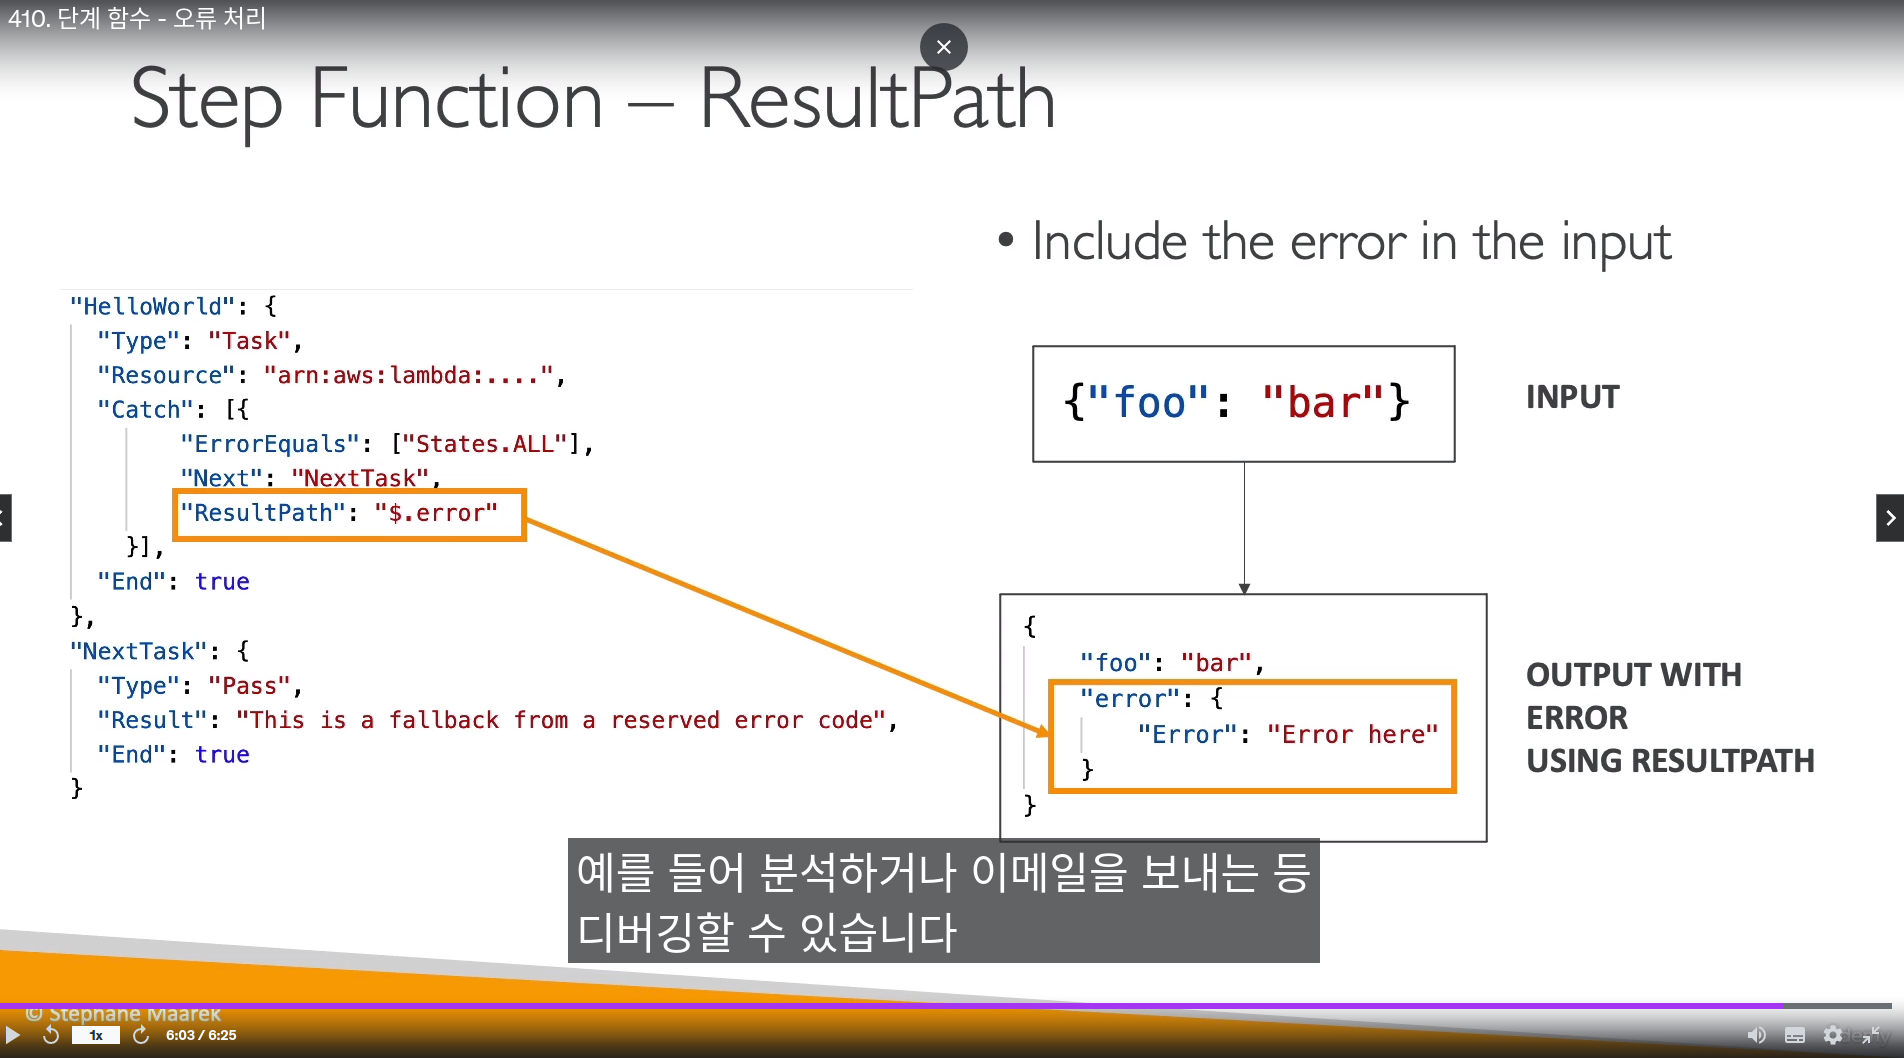 410. 단계 함수 - 오류 처리
Step Function – ResultPath
• Include the error in the input
"HelloWorld": {
"Type": "Task",
"Resource": "arn:aws:lambda:....",
"Catch": [{
"ErrorEquals": ["States.ALL"],
"Next": "NextTask",
"ResultPath": "$.error"
}],
"End": true
},
"NextTask": {
"Type": "Pass",
"Result": "This is a fallback from a reserved error code",
"End": true
}
{"foo": "bar"}
INPUT
{
"foo": "bar",
"error": {
"Error": "Error here"
}
}
OUTPUT WITH
ERROR
USING RESULTPATH
예를 들어 분석하거나 이메일을 보내는 등
디버깅할 수 있습니다
© Stephane Maarek
1x
6:03 / 6:25